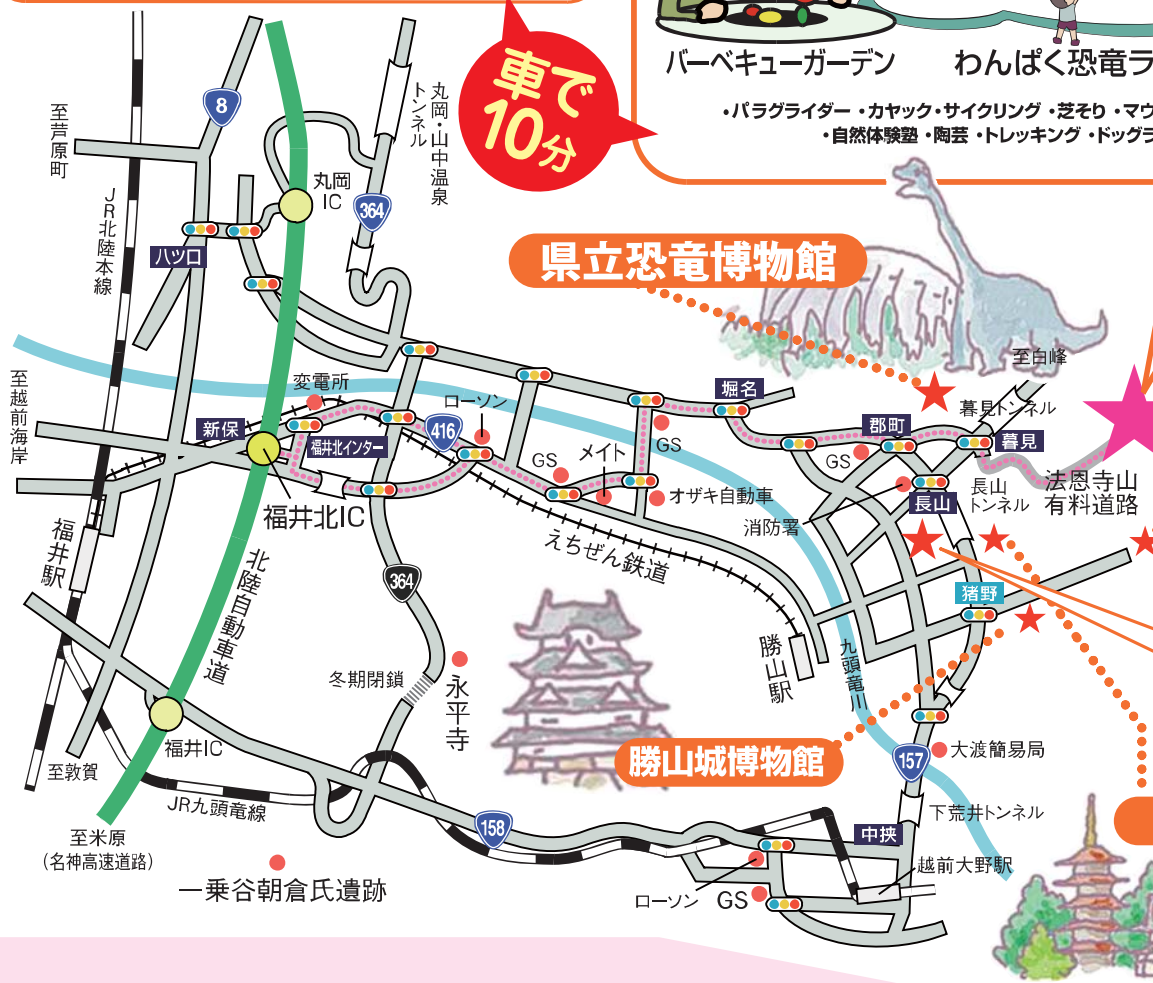 車で
10分
バーベキューガーデン
わんぱく恐竜ラ
・パラグライダー ・カヤック・サイクリング ・芝そり ・マウ
・自然体験塾 ・陶芸 ・トレッキング ・ドッグラ
至芦原町
8
丸岡・山中温泉
トンネル
丸岡
IC
364
JR北陸本線
八ツ口
県立恐竜博物館
至白峰
至越前海岸
変電所
ローソン
堀名
暮見トンネル
新保
福井北インター
416
GS
郡町
暮見
GS
メイト
GS
オザキ自動車
長山
トンネル
法恩寺山
有料道路
消防署
長山
福井北IC
福井駅
えちぜん鉄道
北陸自動車道
364
猪野
勝山駅
九頭竜川
冬期閉鎖
永平寺
福井IC
勝山城博物館
157
大渡簡易局
至敦賀
JR九頭竜線
下荒井トンネル
至米原
(名神高速道路)
158
中挾
越前大野駅
一乗谷朝倉氏遺跡
ローソン
GS